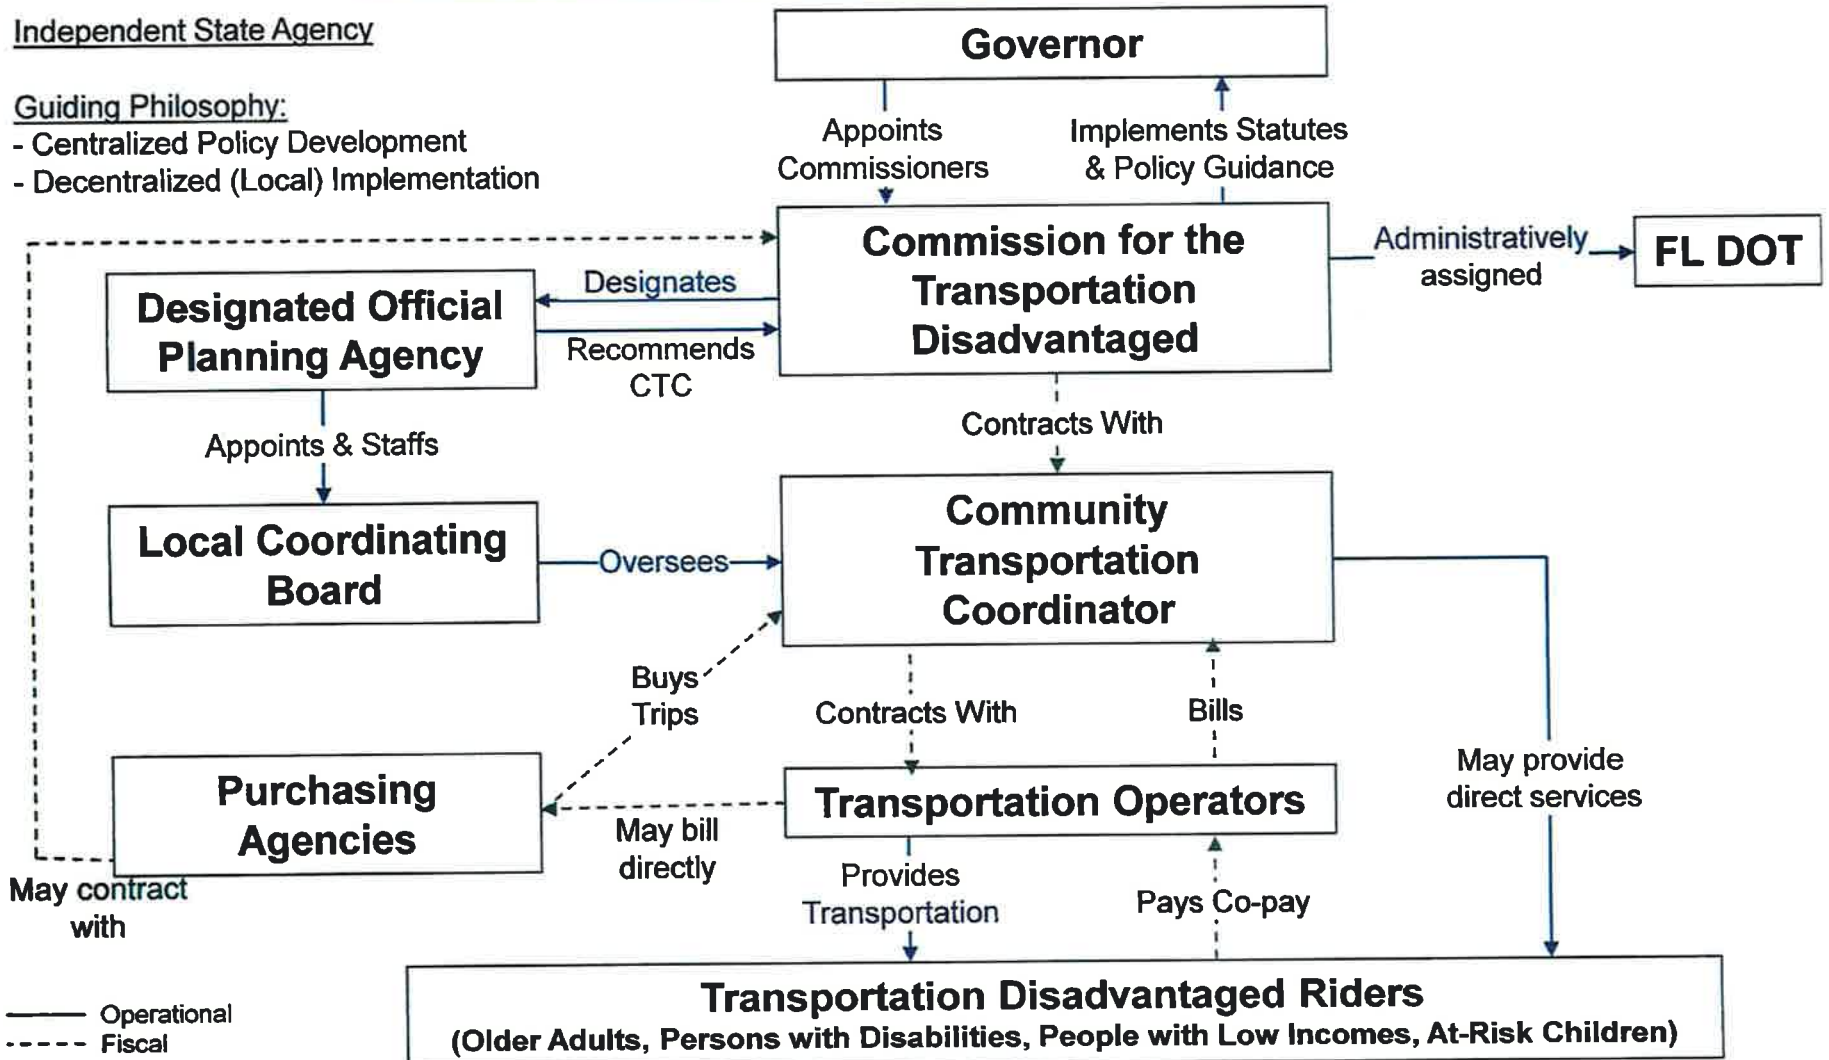 Independent State Agency
Guiding Philosophy:
- Centralized Policy Development
- Decentralized (Local) Implementation
Governor
Appoints
Commissioners
Implements Statutes
& Policy Guidance
Commission for the
Transportation
Disadvantaged
Administratively
assigned
FL DOT
Designates
Recommends
CTC
Designated Official
Planning Agency
Contracts With
Appoints & Staffs
Local Coordinating
Board
Oversees
Community
Transportation
Coordinator
Buys
Trips
Contracts With
Bills
May provide
direct services
Purchasing
Agencies
May bill
directly
Transportation Operators
May contract
with
Provides
Transportation
Pays Co-pay
Transportation Disadvantaged Riders
(Older Adults, Persons with Disabilities, People with Low Incomes, At-Risk Children)
Operational
Fiscal